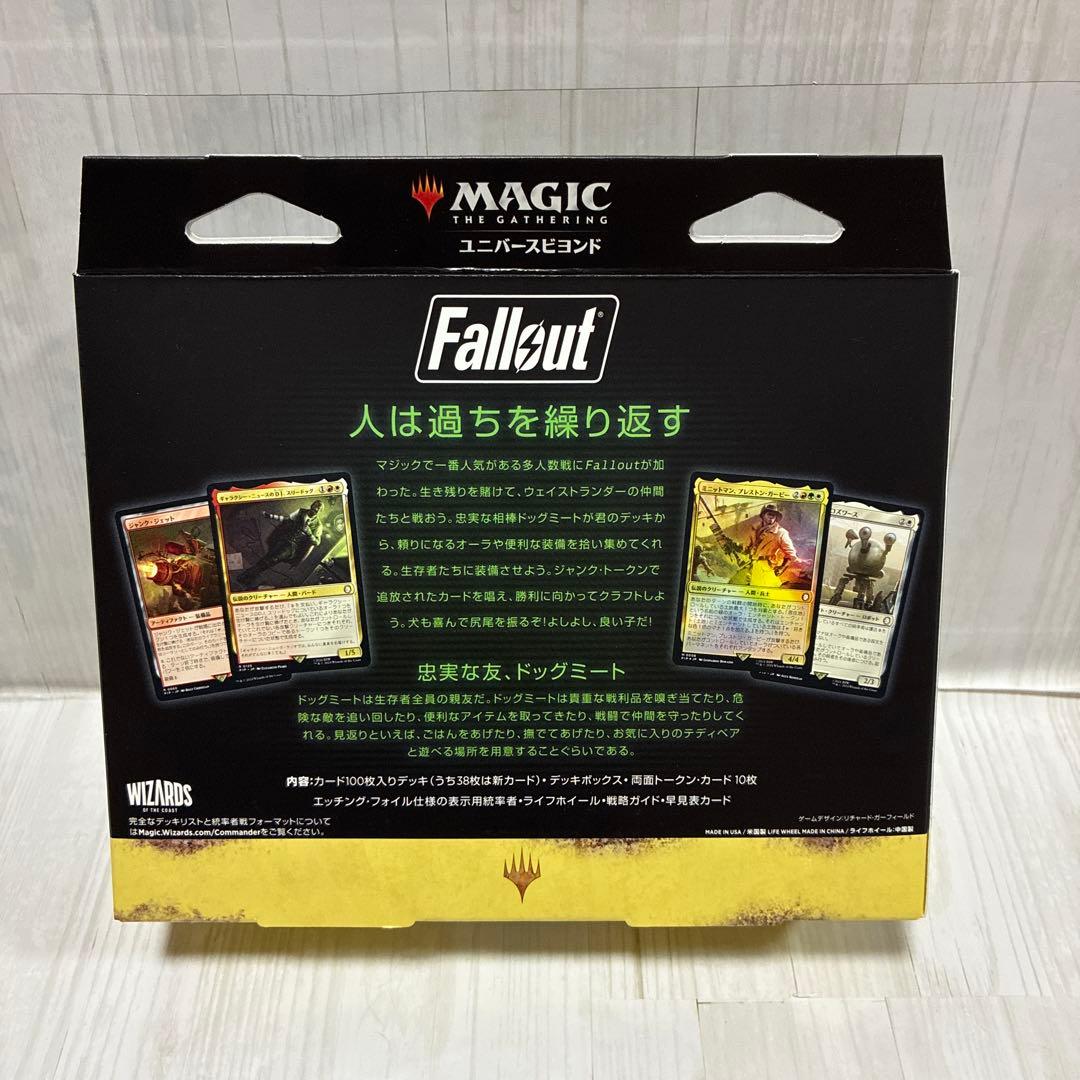 MAGIC
THE GATHERING
ユニバースビヨンド
Fallout®
人は過ちを繰り返す
マジックで一番人気がある多人数戦にFalloutが加
わった。生き残りを賭けて、ウェイストランダーの仲間
たちと戦おう。忠実な相棒ドッグミートが君のデッキか
ら、頼りになるオーラや便利な装備を拾い集めてくれ
る。生存者たちに装備させよう。ジャンク・トークンで
追放されたカードを唱え、勝利に向かってクラフトしよ
う。犬も喜んで尻尾を振るぞ!よしよし、良い子だ!
ジャンク・ジェット
アーティファクト — 装備品
ギャラクシー・ニュースのDJ、スリードッグ
伝説のクリーチャー — 人間・バード
1/5
ミニットマン、プレストン・ガービー
伝説のクリーチャー — 人間・兵士
4/4
コズワース
クリーチャー — ロボット
2/3
忠実な友、ドッグミート
ドッグミートは生存者全員の親友だ。ドッグミートは貴重な戦利品を嗅ぎ当てたり、危
険な敵を追い回したり、便利なアイテムを取ってきたり、戦闘で仲間を守ったりしてく
れる。見返りといえば、ごはんをあげたり、撫でてあげたり、お気に入りのテディベア
と遊べる場所を用意することぐらいである。
内容:カード100枚入りデッキ(うち38枚は新カード)・デッキボックス・両面トークン・カード 10枚
エッチング・フォイル仕様の表示用統率者・ライフホイール・戦略ガイド・早見表カード
WIZARDS
OF THE COAST
完全なデッキリストと統率者戦フォーマットについて
はMagic.Wizards.com/Commanderをご覧ください。
ゲームデザイン:リチャード・ガーフィールド
MADE IN USA / 米国製 LIFE WHEEL MADE IN CHINA / ライフホイール:中国製